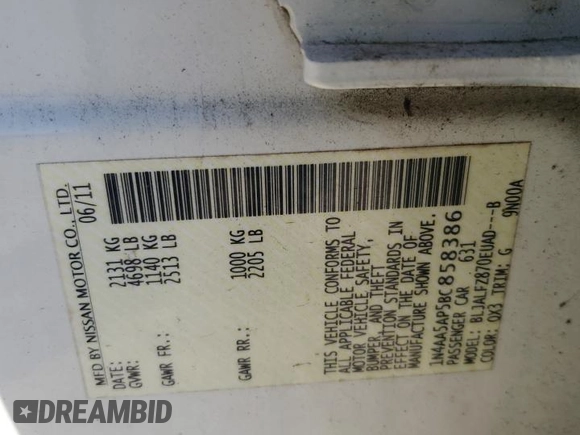 MFD BY NISSAN MOTOR CO., LTD.
DATE: 06/11
GVWR: 2131 KG
4698 LB
GAWR FR.: 1140 KG
2513 LB
GAWR RR.: 1000 KG
2205 LB
THIS VEHICLE CONFORMS TO
ALL APPLICABLE FEDERAL
MOTOR VEHICLE SAFETY,
BUMPER, AND THEFT
PREVENTION STANDARDS IN
EFFECT ON THE DATE OF
MANUFACTURE SHOWN ABOVE.
1N4AA5AP5BC858386
PASSENGER CAR 631
MODEL: BLJALFZ870EUAD---B
COLOR: QX3 TRIM: G 9N00A
DREAMBID